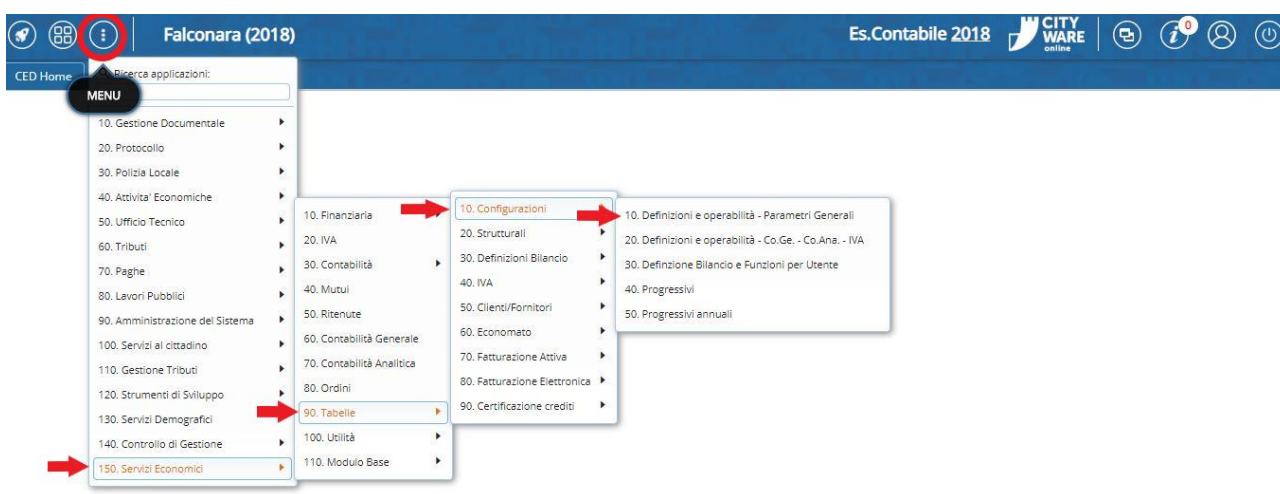 Falconara (2018)
Es.Contabile 2018
CITY
WARE
online
0
CED Home
Ricerca applicazioni:
MENU
10. Gestione Documentale
20. Protocollo
30. Polizia Locale
40. Attivita' Economiche
50. Ufficio Tecnico
60. Tributi
70. Paghe
80. Lavori Pubblici
90. Amministrazione del Sistema
100. Servizi al cittadino
110. Gestione Tributi
120. Strumenti di Sviluppo
130. Servizi Demografici
140. Controllo di Gestione
150. Servizi Economici
10. Finanziaria
20. IVA
30. Contabilità
40. Mutui
50. Ritenute
60. Contabilità Generale
70. Contabilità Analitica
80. Ordini
90. Tabelle
100. Utilità
110. Modulo Base
10. Configurazioni
20. Strutturali
30. Definizioni Bilancio
40. IVA
50. Clienti/Fornitori
60. Economato
70. Fatturazione Attiva
80. Fatturazione Elettronica
90. Certificazione crediti
10. Definizioni e operabilità - Parametri Generali
20. Definizioni e operabilità - Co.Ge. - Co.Ana. - IVA
30. Definzione Bilancio e Funzioni per Utente
40. Progressivi
50. Progressivi annuali